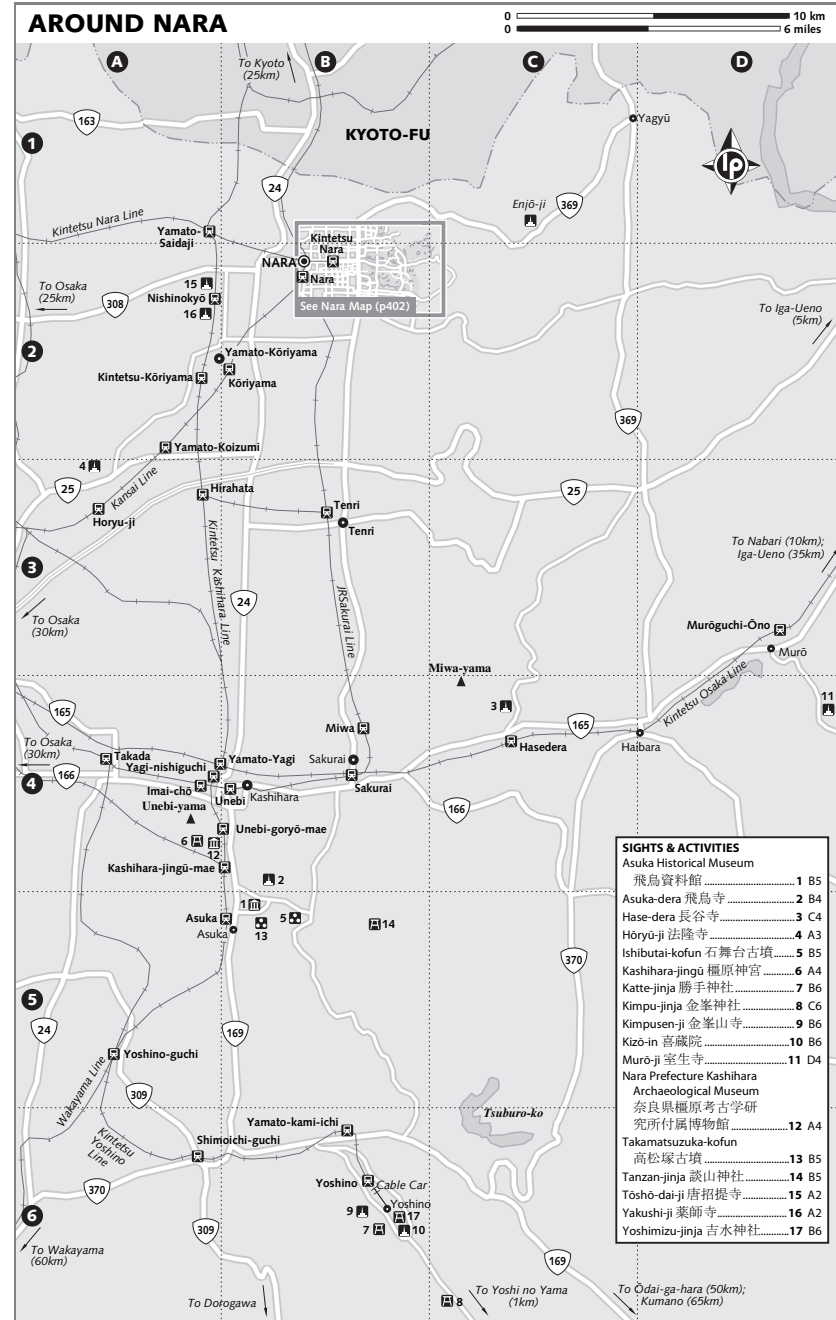 AROUND NARA
0 10 km
0 6 miles
A
B
C
D
To Kyoto
(25km)
163
1
KYOTO-FU
Yagyū
24
Enjō-ji
369
Kintetsu Nara Line
Yamato-
Saidaiji
Kintetsu
Nara
NARA
Nara
See Nara Map (p402)
To Osaka
(25km)
308
15
Nishinokyō
16
To Iga-Ueno
(5km)
2
Yamato-Kōriyama
Kintetsu-Kōriyama
Kōriyama
369
Yamato-Koizumi
4
25
Kansai Line
Hirahata
25
Horyu-ji
Tenri
Tenri
To Nabari (10km);
Iga-Ueno (35km)
3
Kintetsu Kashihara Line
24
JRSakurai Line
To Osaka
(30km)
Murōguchi-Ōno
Murō
Miwa-yama
Kintetsu Osaka Line
11
3
165
Miwa
165
To Osaka
(30km)
Takada
Yamato-Yagi
Sakurai
Hasedera
Haibara
Yagi-nishiguchi
166
4
Imai-chō
Unebi
Kashihara
Sakurai
166
Unebi-yama
Unebi-goryō-mae
6
12
Kashihara-jingū-mae
2
1
Asuka
5
14
Asuka
13
370
5
24
169
Yoshino-guchi
Wakayama Line
309
Tsuburo-ko
Kintetsu
Yoshino
Line
Yamato-kami-ichi
Shimoichi-guchi
370
Yoshino
Cable Car
Yoshino
9
17
6
7
10
309
169
To Wakayama
(60km)
To Dorogawa
8
To Yoshi no Yama
(1km)
To Ōdai-ga-hara (50km);
Kumano (65km)
SIGHTS & ACTIVITIES
Asuka Historical Museum
飛鳥資料館 1 B5
Asuka-dera 飛鳥寺 2 B4
Hase-dera 長谷寺 3 C4
Hōryū-ji 法隆寺 4 A3
Ishibutai-kofun 石舞台古墳 5 B5
Kashihara-jingū 橿原神宮 6 A4
Katte-jinja 勝手神社 7 B6
Kimpu-jinja 金峯神社 8 C6
Kimpusen-ji 金峯山寺 9 B6
Kizō-in 喜蔵院 10 B6
Murō-ji 室生寺 11 D4
Nara Prefecture Kashihara
Archaeological Museum
奈良県橿原考古学研
究所付属博物館 12 A4
Takamatsuzuka-kofun
高松塚古墳 13 B5
Tanzan-jinja 談山神社 14 B5
Tōshō-dai-ji 唐招提寺 15 A2
Yakushi-ji 薬師寺 16 A2
Yoshimizu-jinja 吉水神社 17 B6